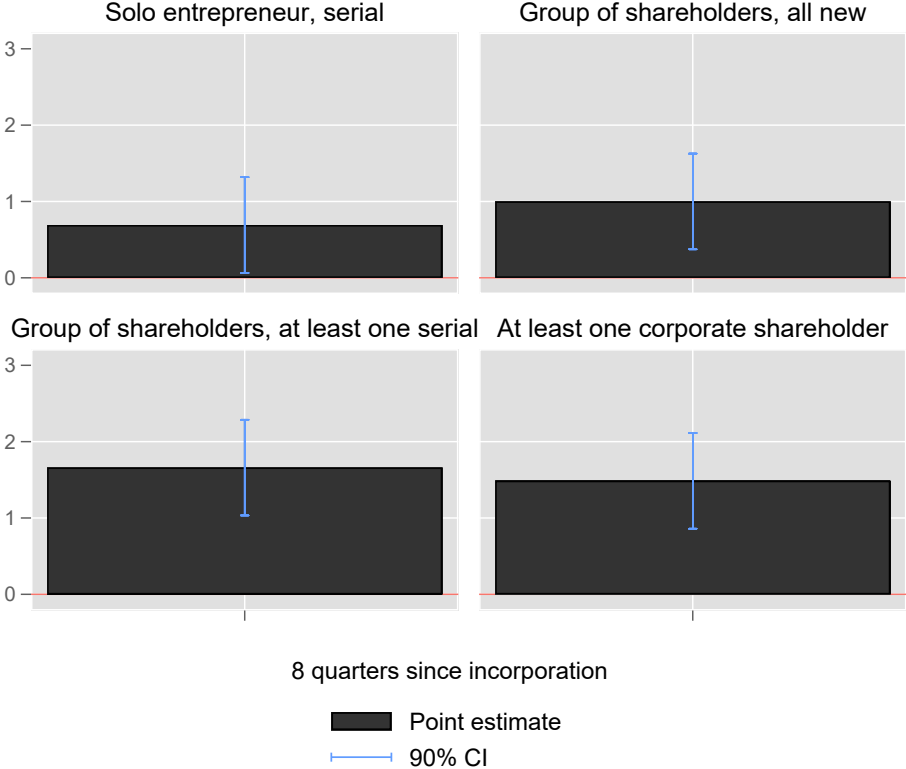 Solo entrepreneur, serial
Group of shareholders, all new
3
2
1
0
Group of shareholders, at least one serial
At least one corporate shareholder
3
2
1
0
8 quarters since incorporation
Point estimate
90% CI